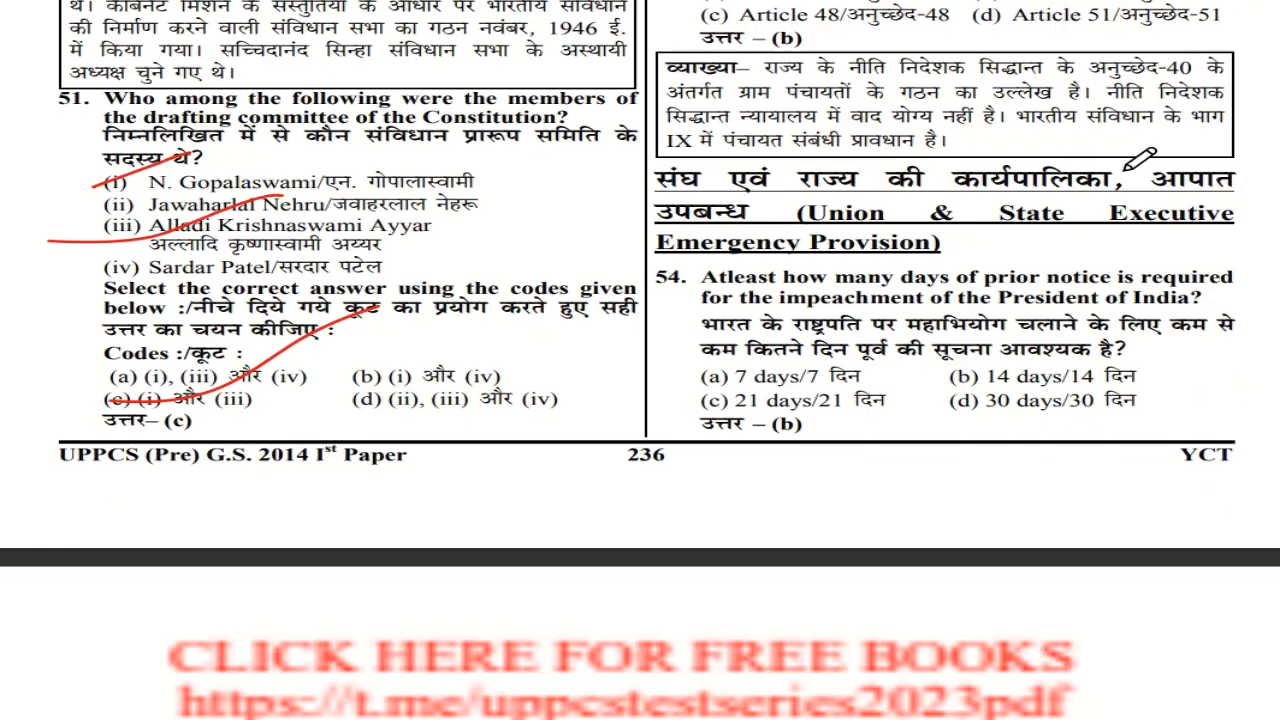 थे। कैबिनेट मिशन के संस्तुतियों के आधार पर भारतीय संविधान
की निर्माण करने वाली संविधान सभा का गठन नवंबर, 1946 ई.
में किया गया। सच्चिदानंद सिन्हा संविधान सभा के अस्थायी
अध्यक्ष चुने गए थे।
51. Who among the following were the members of
the drafting committee of the Constitution?
निम्नलिखित में से कौन संविधान प्रारूप समिति के
सदस्य थे?
(i) N. Gopalaswami/एन. गोपालास्वामी
(ii) Jawaharlal Nehru/जवाहरलाल नेहरू
(iii) Alladi Krishnaswami Ayyar
अल्लादि कृष्णास्वामी अय्यर
(iv) Sardar Patel/सरदार पटेल
Select the correct answer using the codes given
below :/नीचे दिये गये कूट का प्रयोग करते हुए सही
उत्तर का चयन कीजिए :
Codes :/कूट :
(a) (i), (iii) और (iv) (b) (i) और (iv)
(c) (i) और (iii) (d) (ii), (iii) और (iv)
उत्तर– (c)
(c) Article 48/अनुच्छेद-48 (d) Article 51/अनुच्छेद-51
उत्तर – (b)
व्याख्या– राज्य के नीति निदेशक सिद्धान्त के अनुच्छेद-40 के
अंतर्गत ग्राम पंचायतों के गठन का उल्लेख है। नीति निदेशक
सिद्धान्त न्यायालय में वाद योग्य नहीं है। भारतीय संविधान के भाग
IX में पंचायत संबंधी प्रावधान है।
संघ एवं राज्य की कार्यपालिका, आपात
उपबन्ध (Union & State Executive
Emergency Provision)
54. Atleast how many days of prior notice is required
for the impeachment of the President of India?
भारत के राष्ट्रपति पर महाभियोग चलाने के लिए कम से
कम कितने दिन पूर्व की सूचना आवश्यक है?
(a) 7 days/7 दिन (b) 14 days/14 दिन
(c) 21 days/21 दिन (d) 30 days/30 दिन
उत्तर – (b)
UPPCS (Pre) G.S. 2014 Ist Paper 236 YCT
CLICK HERE FOR FREE BOOKS
https://t.me/uppcstestseries2023pdf